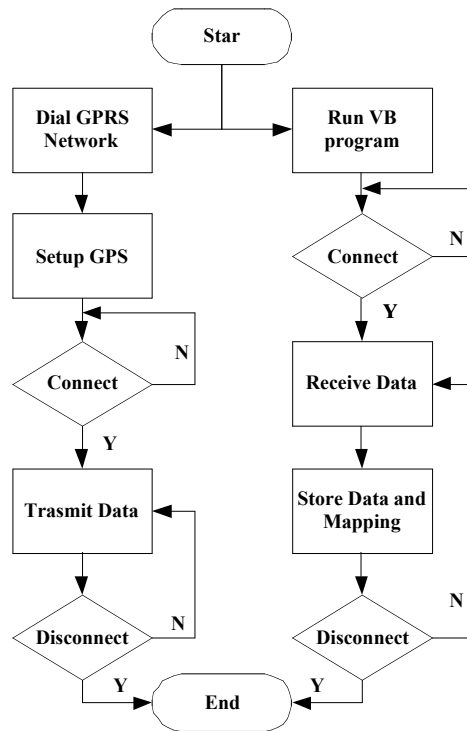 Star
Dial GPRS
Network
Run VB
program
Setup GPS
Connect
N
Y
Connect
N
Y
Receive Data
Trasmit Data
Store Data and
Mapping
Disconnect
N
Y
Disconnect
N
Y
End